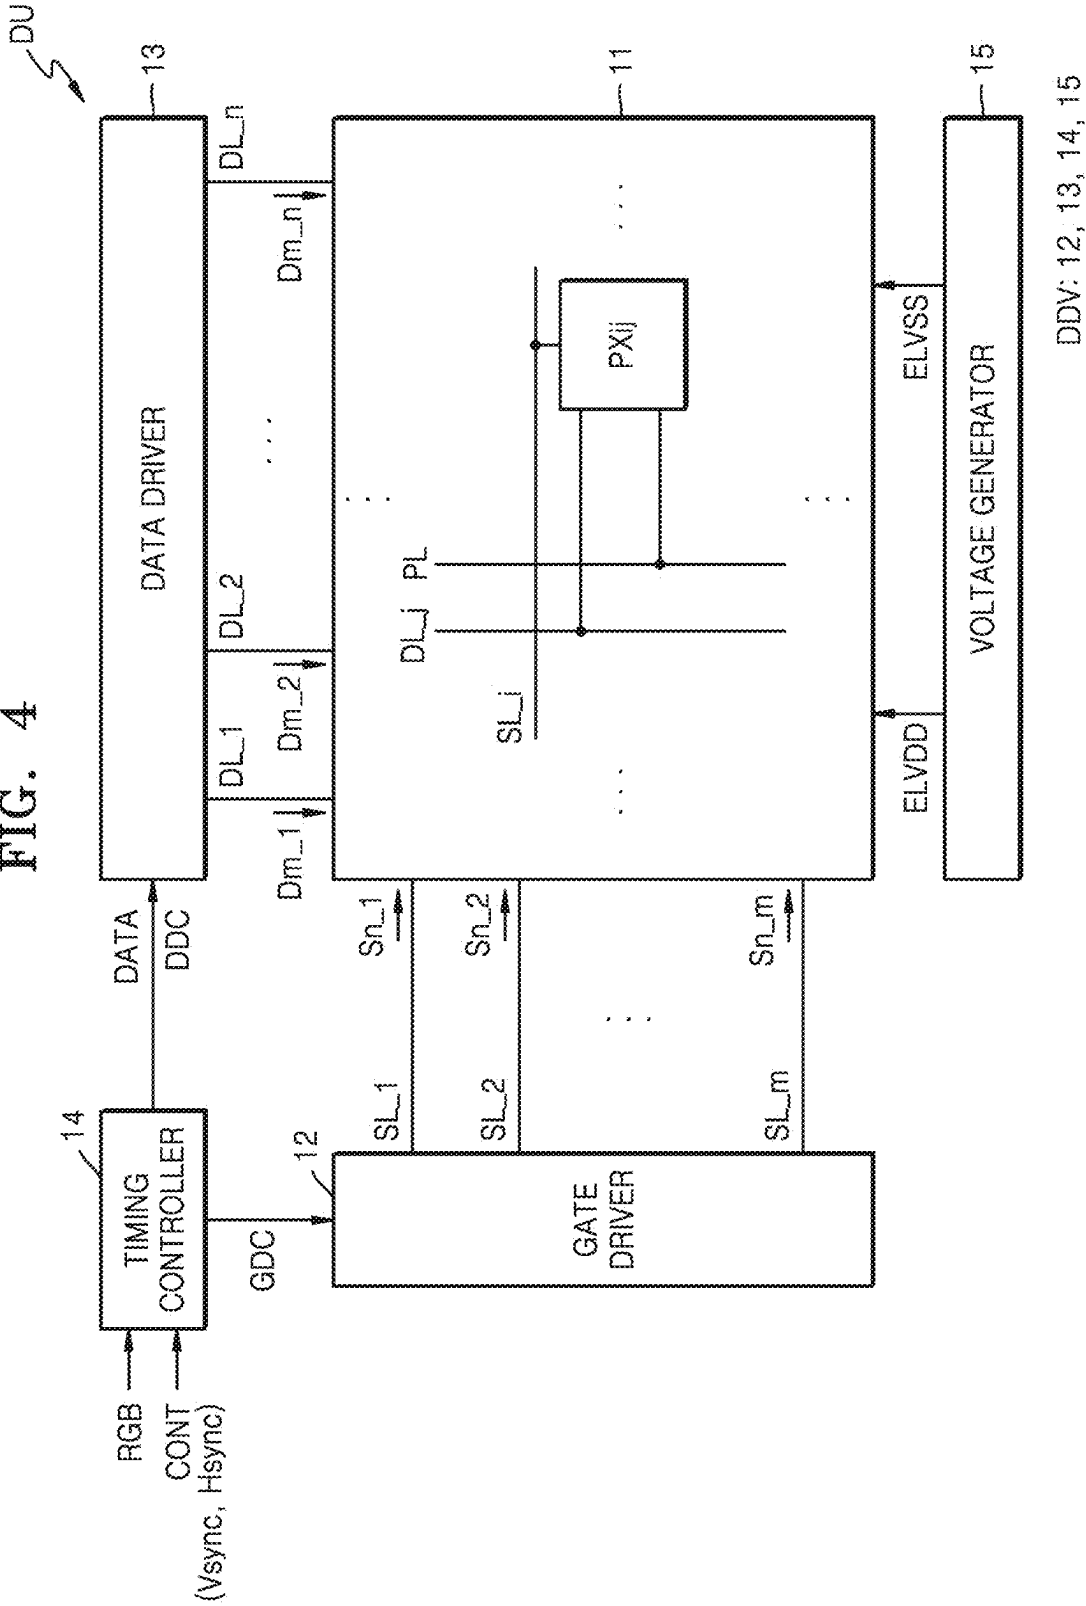 FIG. 4
DU
RGB
CONT
(Vsync, Hsync)
14
TIMING
CONTROLLER
DATA
DDC
13
DATA DRIVER
GDC
DL_1
DL_2
DL_n
Dm_1
Dm_2
Dm_n
12
GATE
DRIVER
SL_1
SL_2
SL_m
Sn_1
Sn_2
Sn_m
11
SL_i
DL_j
PL
PXij
ELVDD
ELVSS
15
VOLTAGE GENERATOR
DDV: 12, 13, 14, 15